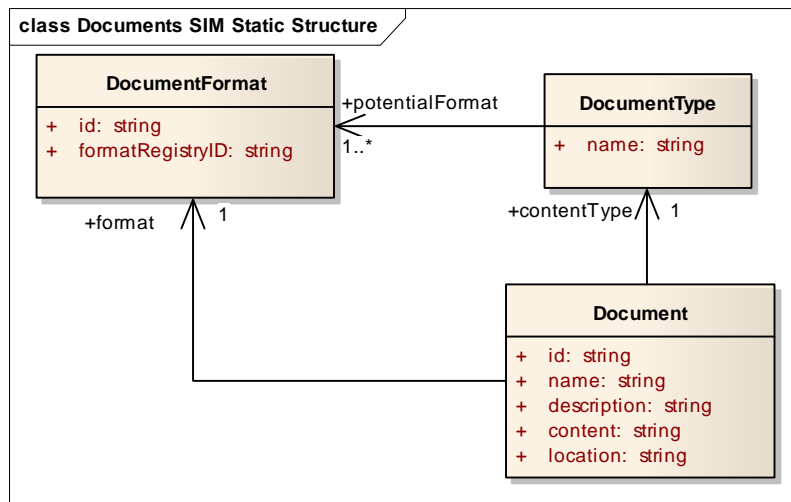 class Documents SIM Static Structure
DocumentFormat
+ id: string
+ formatRegistryID: string
+potentialFormat
1..*
DocumentType
+ name: string
+format
1
+contentType
1
Document
+ id: string
+ name: string
+ description: string
+ content: string
+ location: string